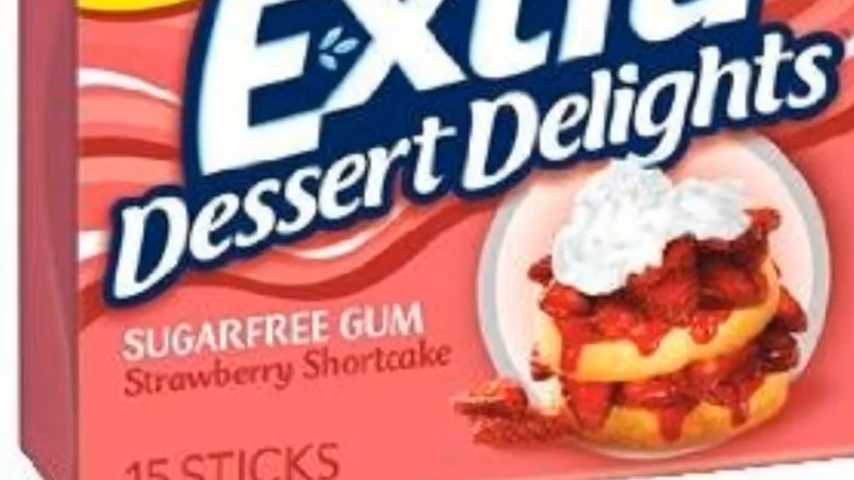 Extra
Dessert Delights
SUGARFREE GUM
Strawberry Shortcake
15 STICKS